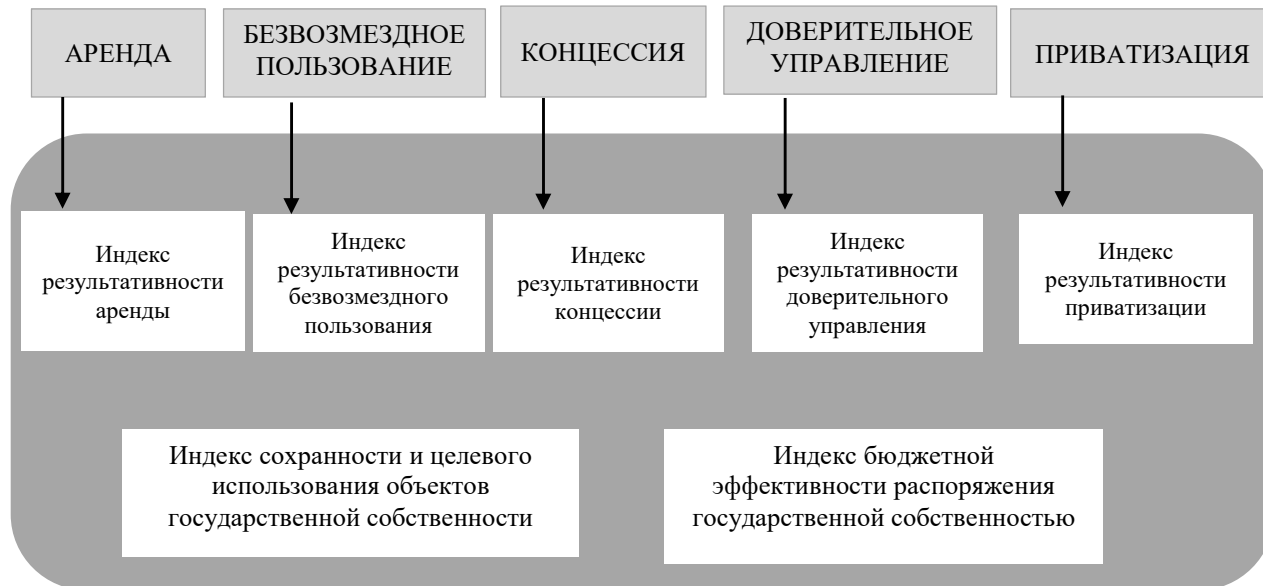 АРЕНДА
БЕЗВОЗМЕЗДНОЕ
ПОЛЬЗОВАНИЕ
КОНЦЕССИЯ
ДОВЕРИТЕЛЬНОЕ
УПРАВЛЕНИЕ
ПРИВАТИЗАЦИЯ
Индекс
результативности
аренды
Индекс
результативности
безвозмездного
пользования
Индекс
результативности
концессии
Индекс
результативности
доверительного
управления
Индекс
результативности
приватизации
Индекс сохранности и целевого
использования объектов
государственной собственности
Индекс бюджетной
эффективности распоряжения
государственной собственностью